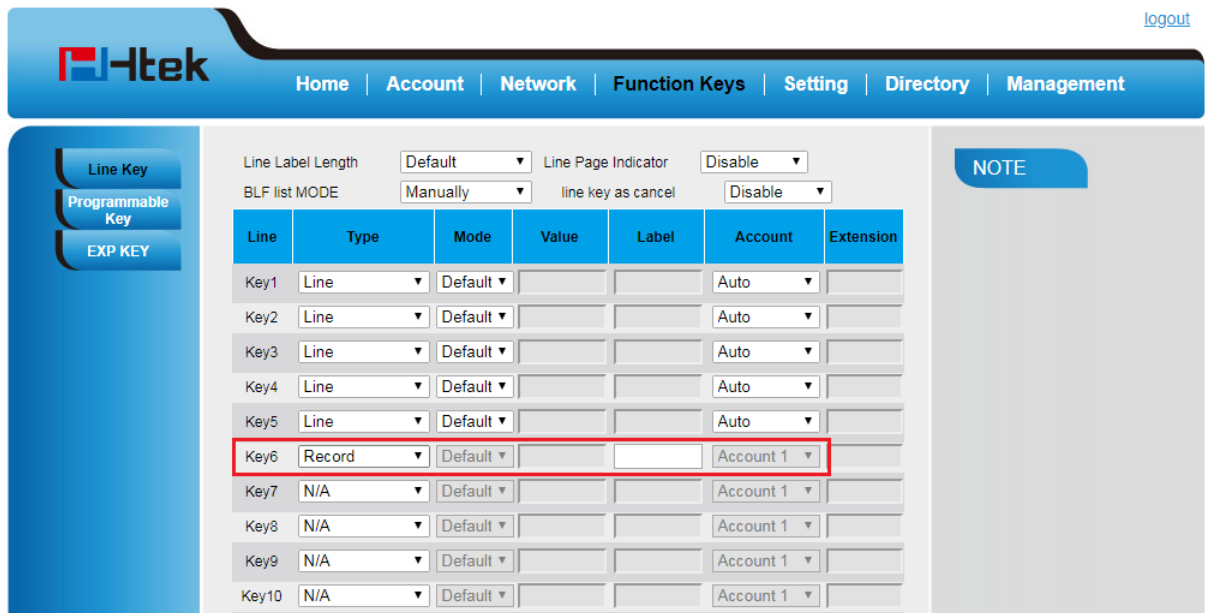 logout
Htek
Home | Account | Network | Function Keys | Setting | Directory | Management
Line Key
Programmable
Key
EXP KEY
Line Label Length Default Line Page Indicator Disable
BLF list MODE Manually line key as cancel Disable
NOTE
Line Type Mode Value Label Account Extension
Key1 Line Default Auto
Key2 Line Default Auto
Key3 Line Default Auto
Key4 Line Default Auto
Key5 Line Default Auto
Key6 Record Default Account 1
Key7 N/A Default Account 1
Key8 N/A Default Account 1
Key9 N/A Default Account 1
Key10 N/A Default Account 1